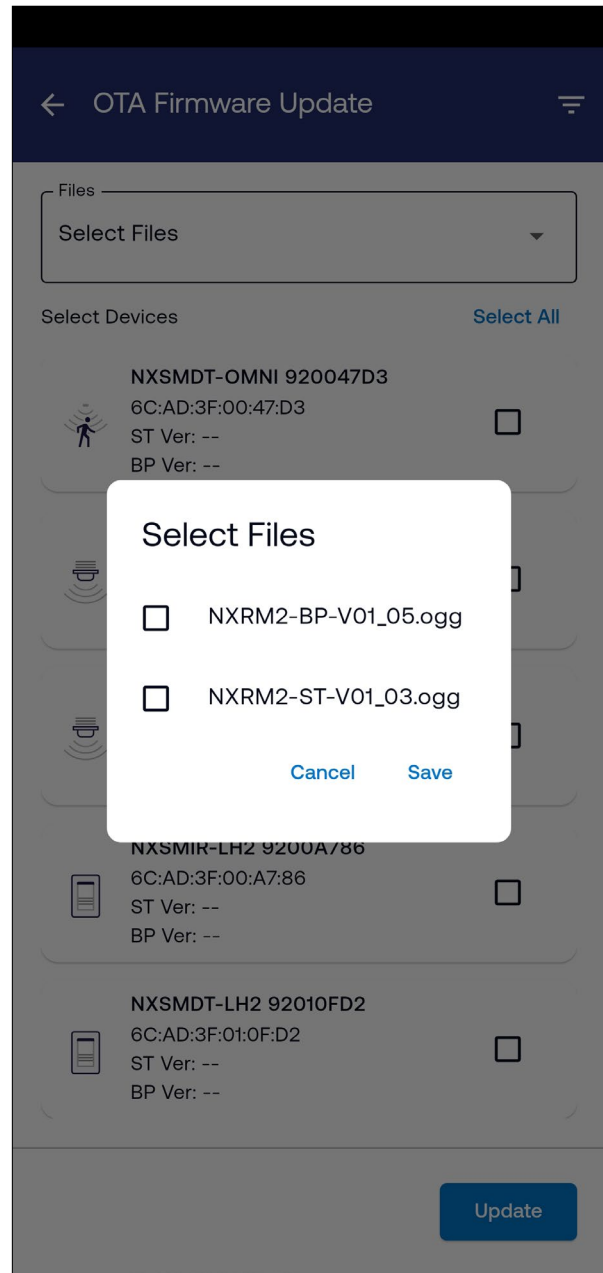 OTA Firmware Update
Files
Select Files
Select Devices
Select All
NXSMDT-OMNI 920047D3
6C:AD:3F:00:47:D3
ST Ver: --
BP Ver: --
Select Files
NXRM2-BP-V01_05.ogg
NXRM2-ST-V01_03.ogg
Cancel
Save
NXSMIR-LH2 9200A786
6C:AD:3F:00:A7:86
ST Ver: --
BP Ver: --
NXSMDT-LH2 92010FD2
6C:AD:3F:01:0F:D2
ST Ver: --
BP Ver: --
Update